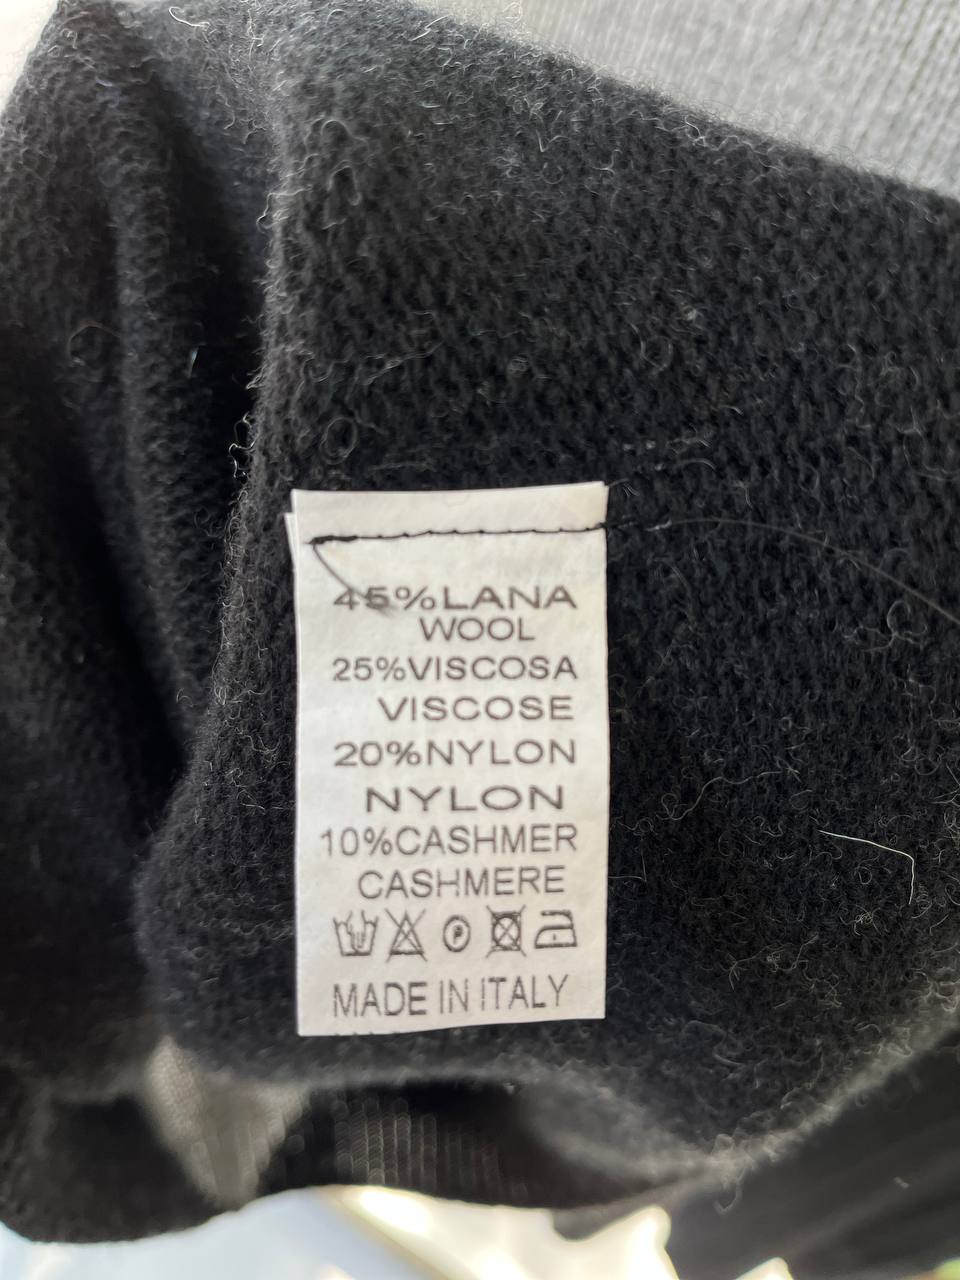 45%LANA
WOOL
25%VISCOSA
VISCOSE
20%NYLON
NYLON
10%CASHMER
CASHMERE
P
MADE IN ITALY